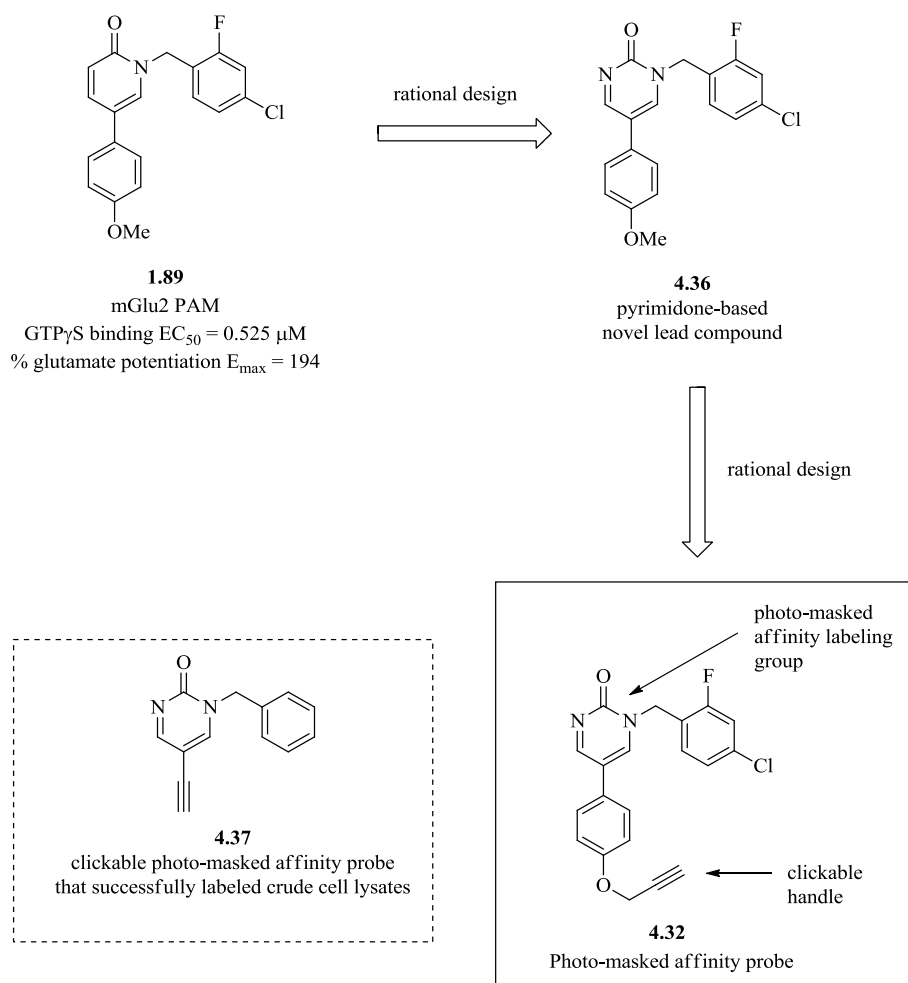 O
F
N
Cl
OMe
1.89
mGlu2 PAM
GTPγS binding EC50 = 0.525 μM
% glutamate potentiation Emax = 194
rational design
O
F
N
N
Cl
OMe
4.36
pyrimidone-based
novel lead compound
rational design
O
N
N
4.37
clickable photo-masked affinity probe
that successfully labeled crude cell lysates
photo-masked
affinity labeling
group
O
F
N
N
Cl
O
clickable
handle
4.32
Photo-masked affinity probe